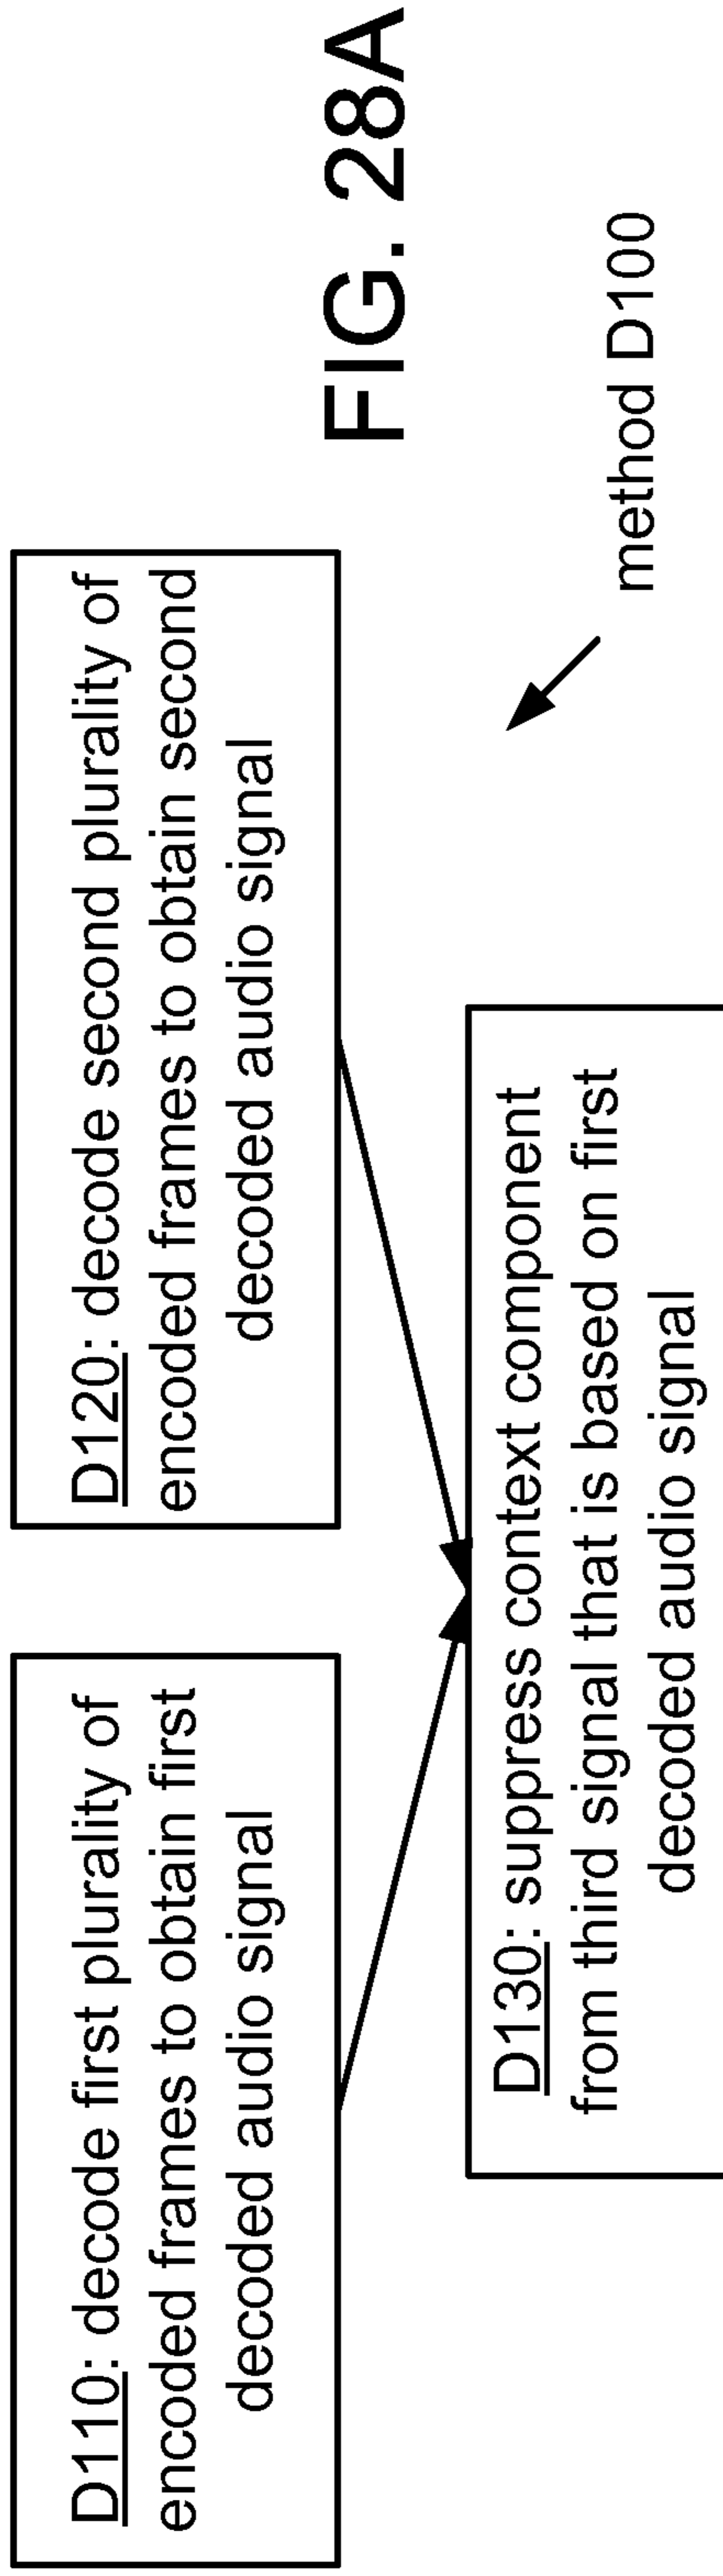 D110: decode first plurality of
encoded frames to obtain first
decoded audio signal
D120: decode second plurality of
encoded frames to obtain second
decoded audio signal
D130: suppress context component
from third signal that is based on first
decoded audio signal
FIG. 28A
method D100